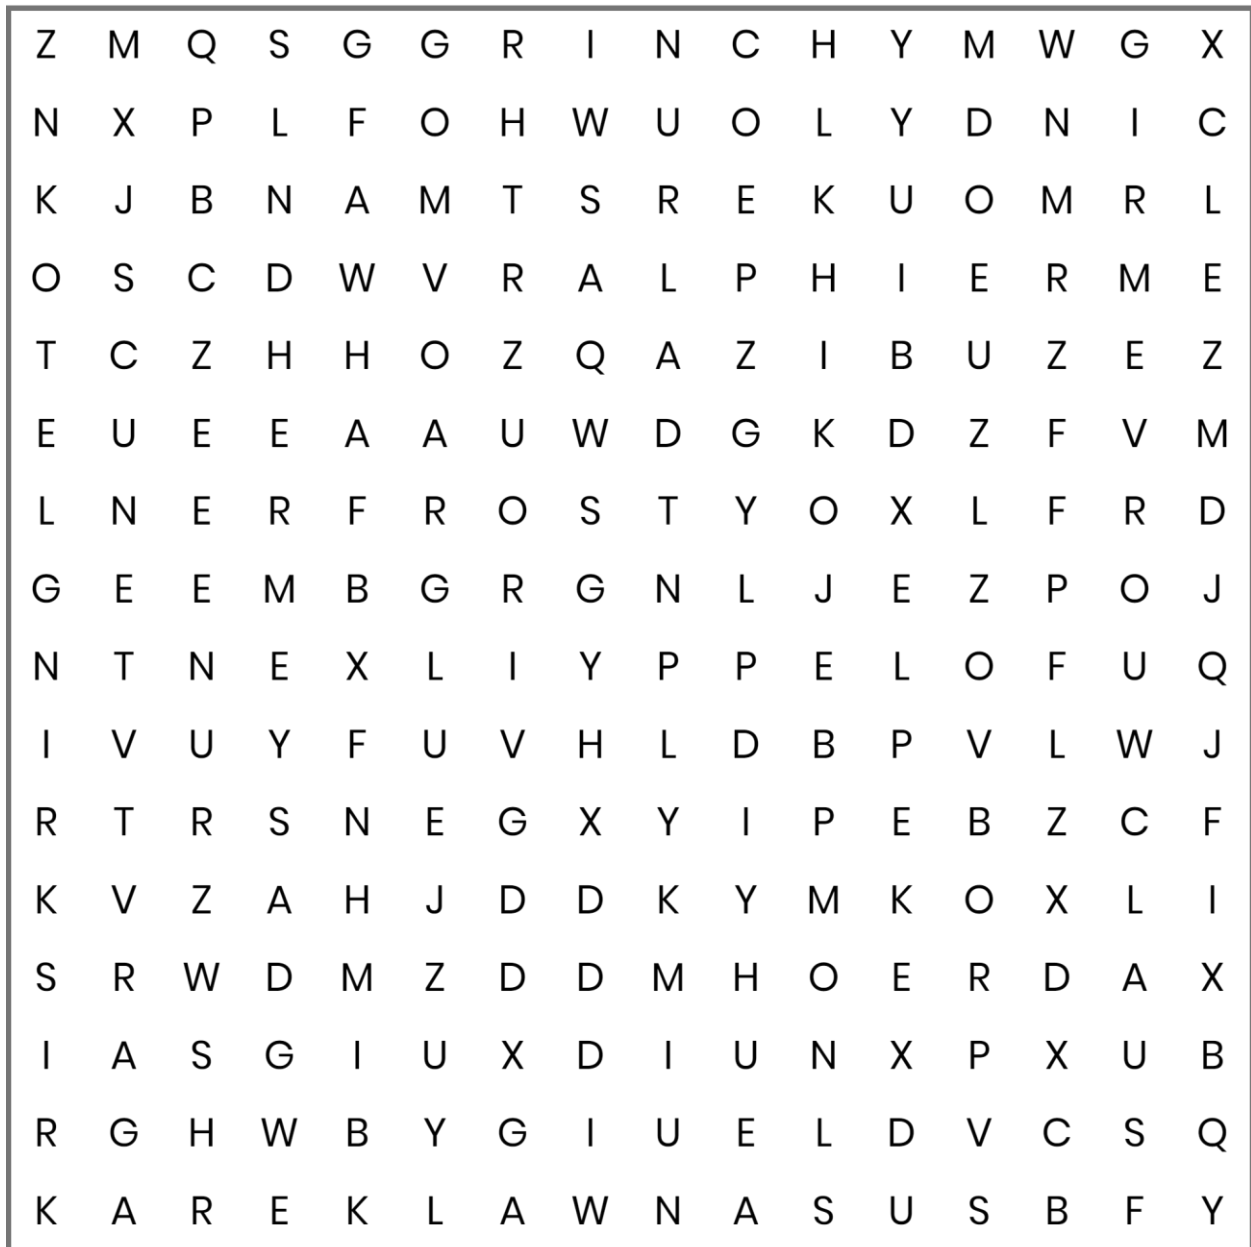 Z M Q S G G R I N C H Y M W G X
N X P L F O H W U O L Y D N I C
K J B N A M T S R E K U O M R L
O S C D W V R A L P H I E R M E
T C Z H H O Z Q A Z I B U Z E Z
E U E E A A U W D G K D Z F V M
L N E R F R O S T Y O X L F R D
G E E M B G R G N L J E Z P O J
N T N E X L I Y P P E L O F U Q
I V U Y F U V H L D B P V L W J
R T R S N E G X Y I P E B Z C F
K V Z A H J D D K Y M K O X L I
S R W D M Z D D M H O E R D A X
I A S G I U X D I U N X P X U B
R G H W B Y G I U E L D V C S Q
K A R E K L A W N A S U S B F Y